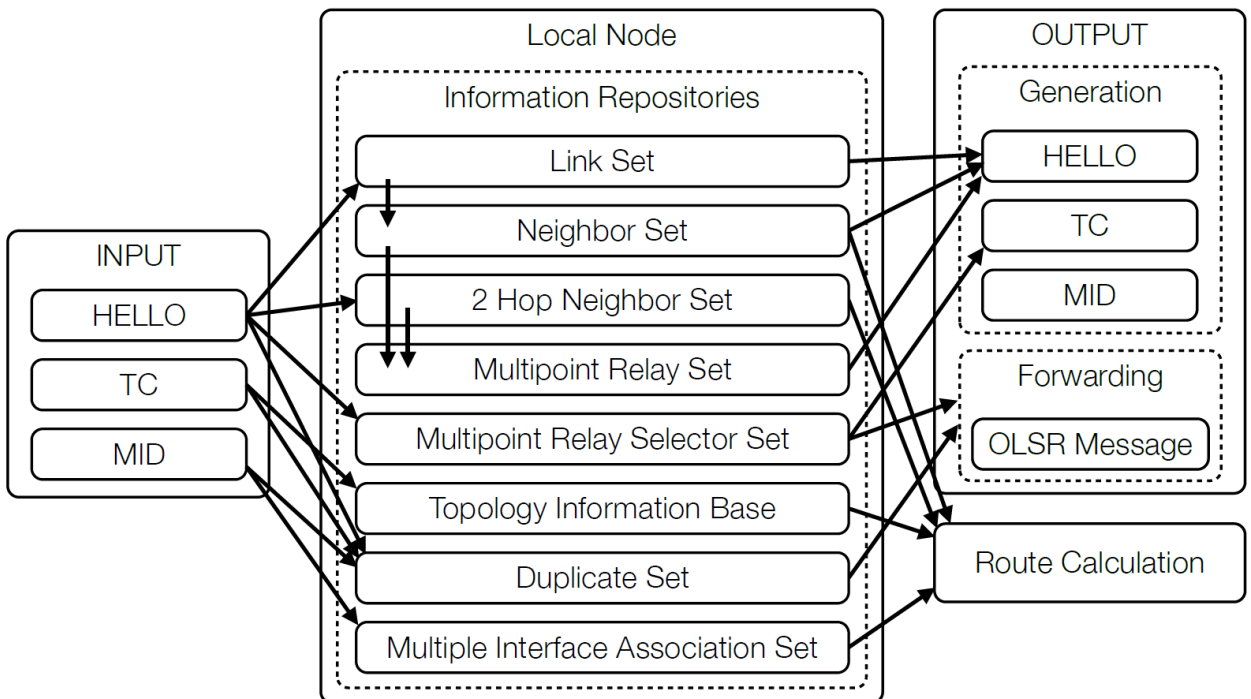 INPUT
HELLO
TC
MID
Local Node
Information Repositories
Link Set
Neighbor Set
2 Hop Neighbor Set
Multipoint Relay Set
Multipoint Relay Selector Set
Topology Information Base
Duplicate Set
Multiple Interface Association Set
OUTPUT
Generation
HELLO
TC
MID
Forwarding
OLSR Message
Route Calculation